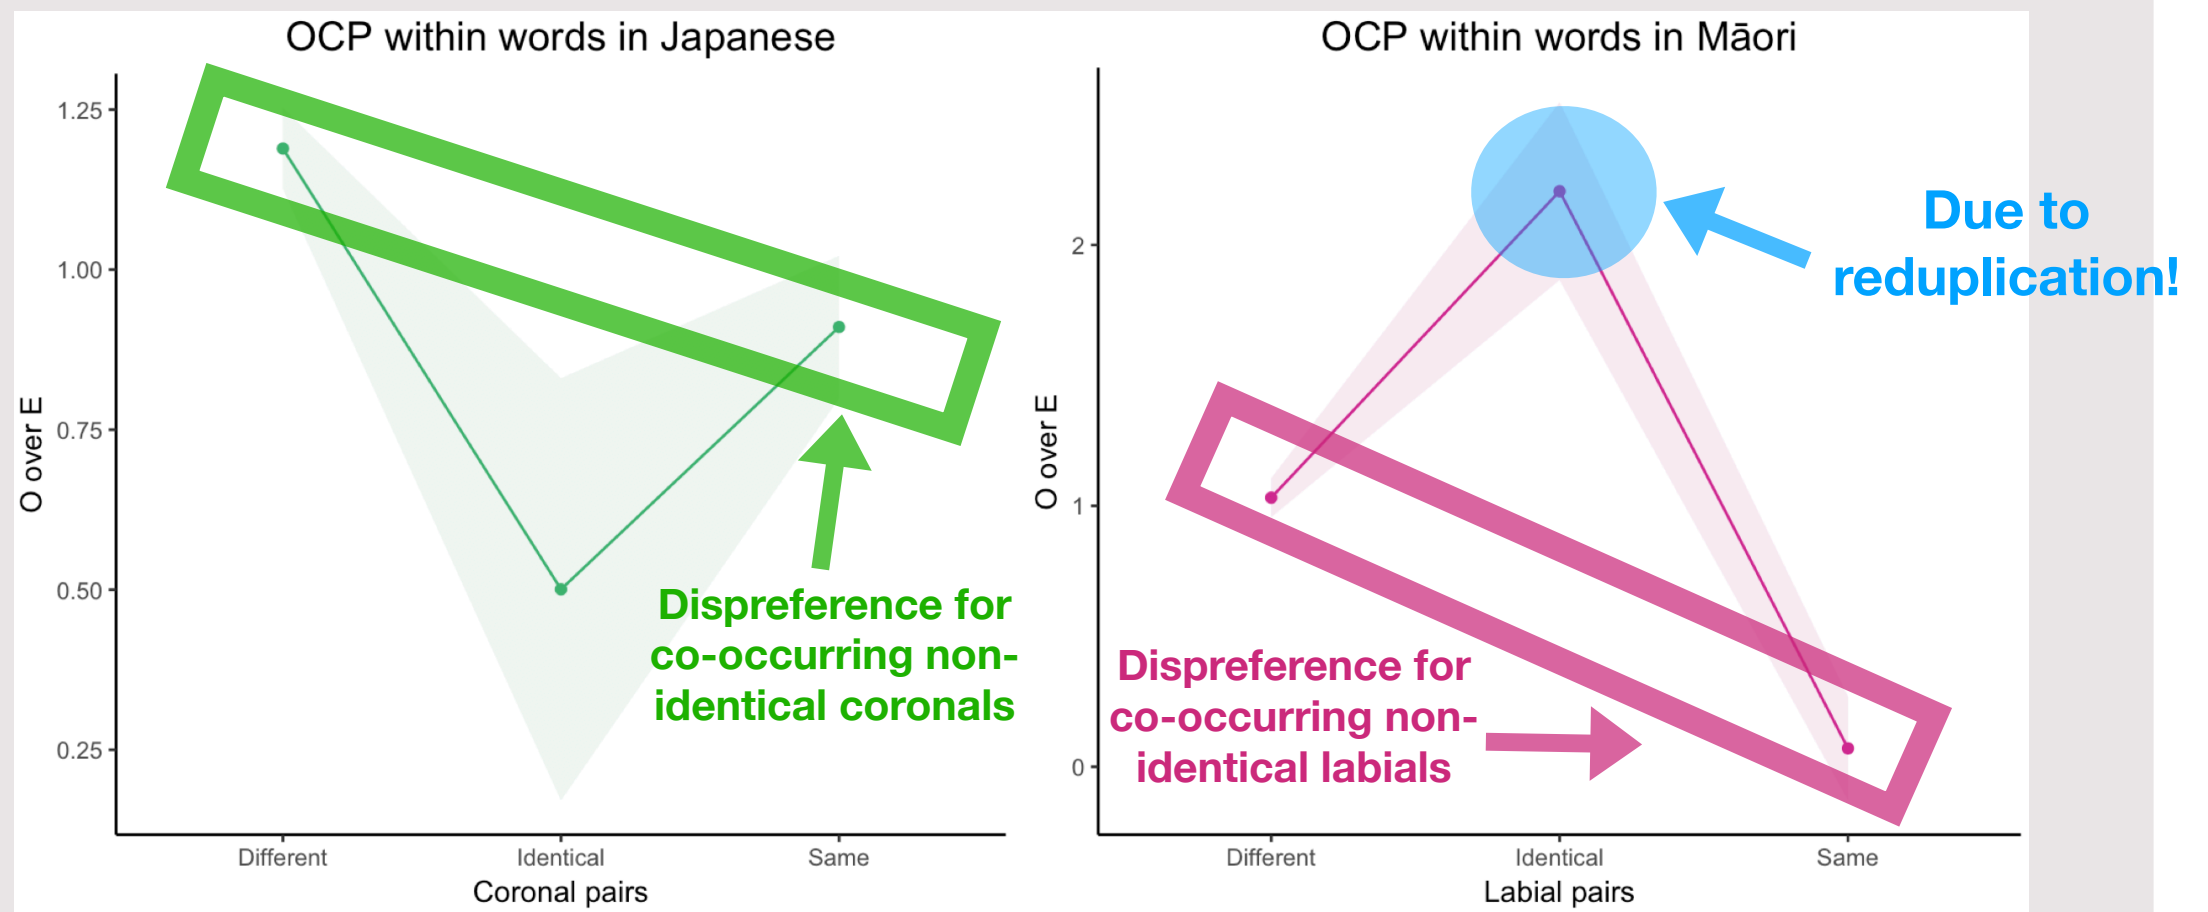 OCP within words in Japanese
1.25
1.00
0.75
0.50
0.25
O over E
Different
Identical
Same
Coronal pairs
Dispreference for
co-occurring non-
identical coronals
OCP within words in Māori
2
1
0
O over E
Different
Identical
Same
Labial pairs
Due to
reduplication!
Dispreference for
co-occurring non-
identical labials